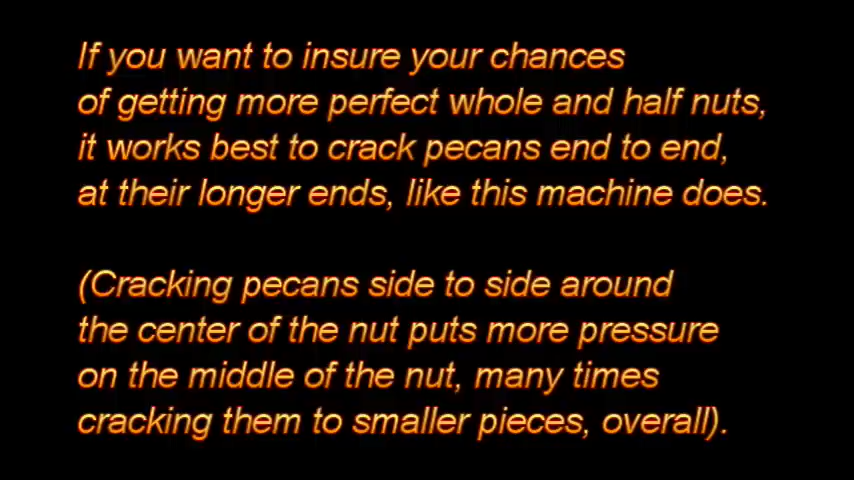 If you want to insure your chances
of getting more perfect whole and half nuts,
it works best to crack pecans end to end,
at their longer ends, like this machine does.
(Cracking pecans side to side around
the center of the nut puts more pressure
on the middle of the nut, many times
cracking them to smaller pieces, overall).